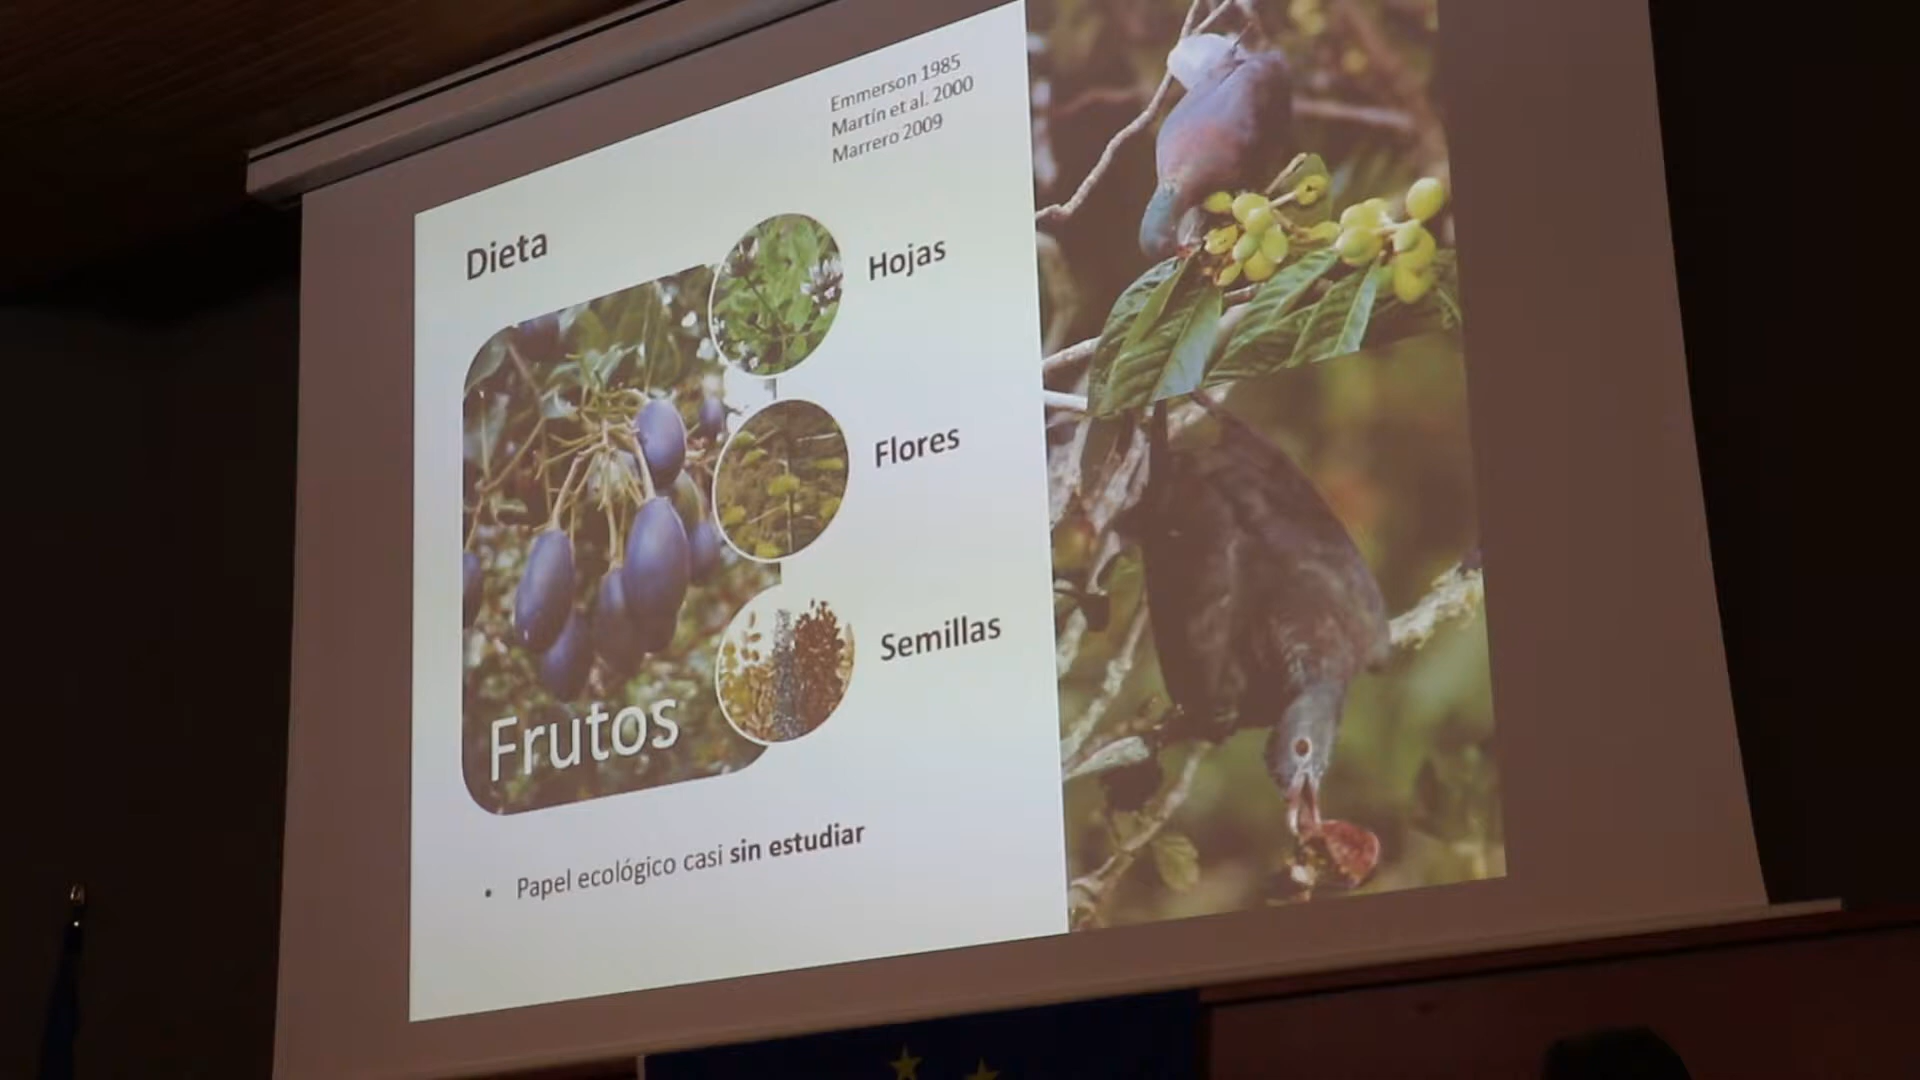 Emmerson 1985
Martín et al. 2000
Marrero 2009
Dieta
Hojas
Flores
Semillas
Frutos
• Papel ecológico casi sin estudiar